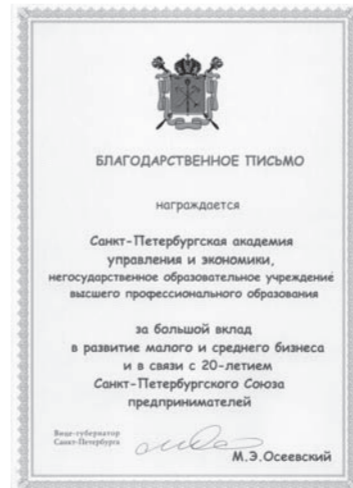 БЛАГОДАРСТВЕННОЕ ПИСЬМО
награждается
Санкт-Петербургская академия
управления и экономики,
негосударственное образовательное учреждение
высшего профессионального образования
за большой вклад
в развитие малого и среднего бизнеса
и в связи с 20-летием
Санкт-Петербургского Союза
предпринимателей
Вице-губернатор
Санкт-Петербурга
М.Э.Осеевский